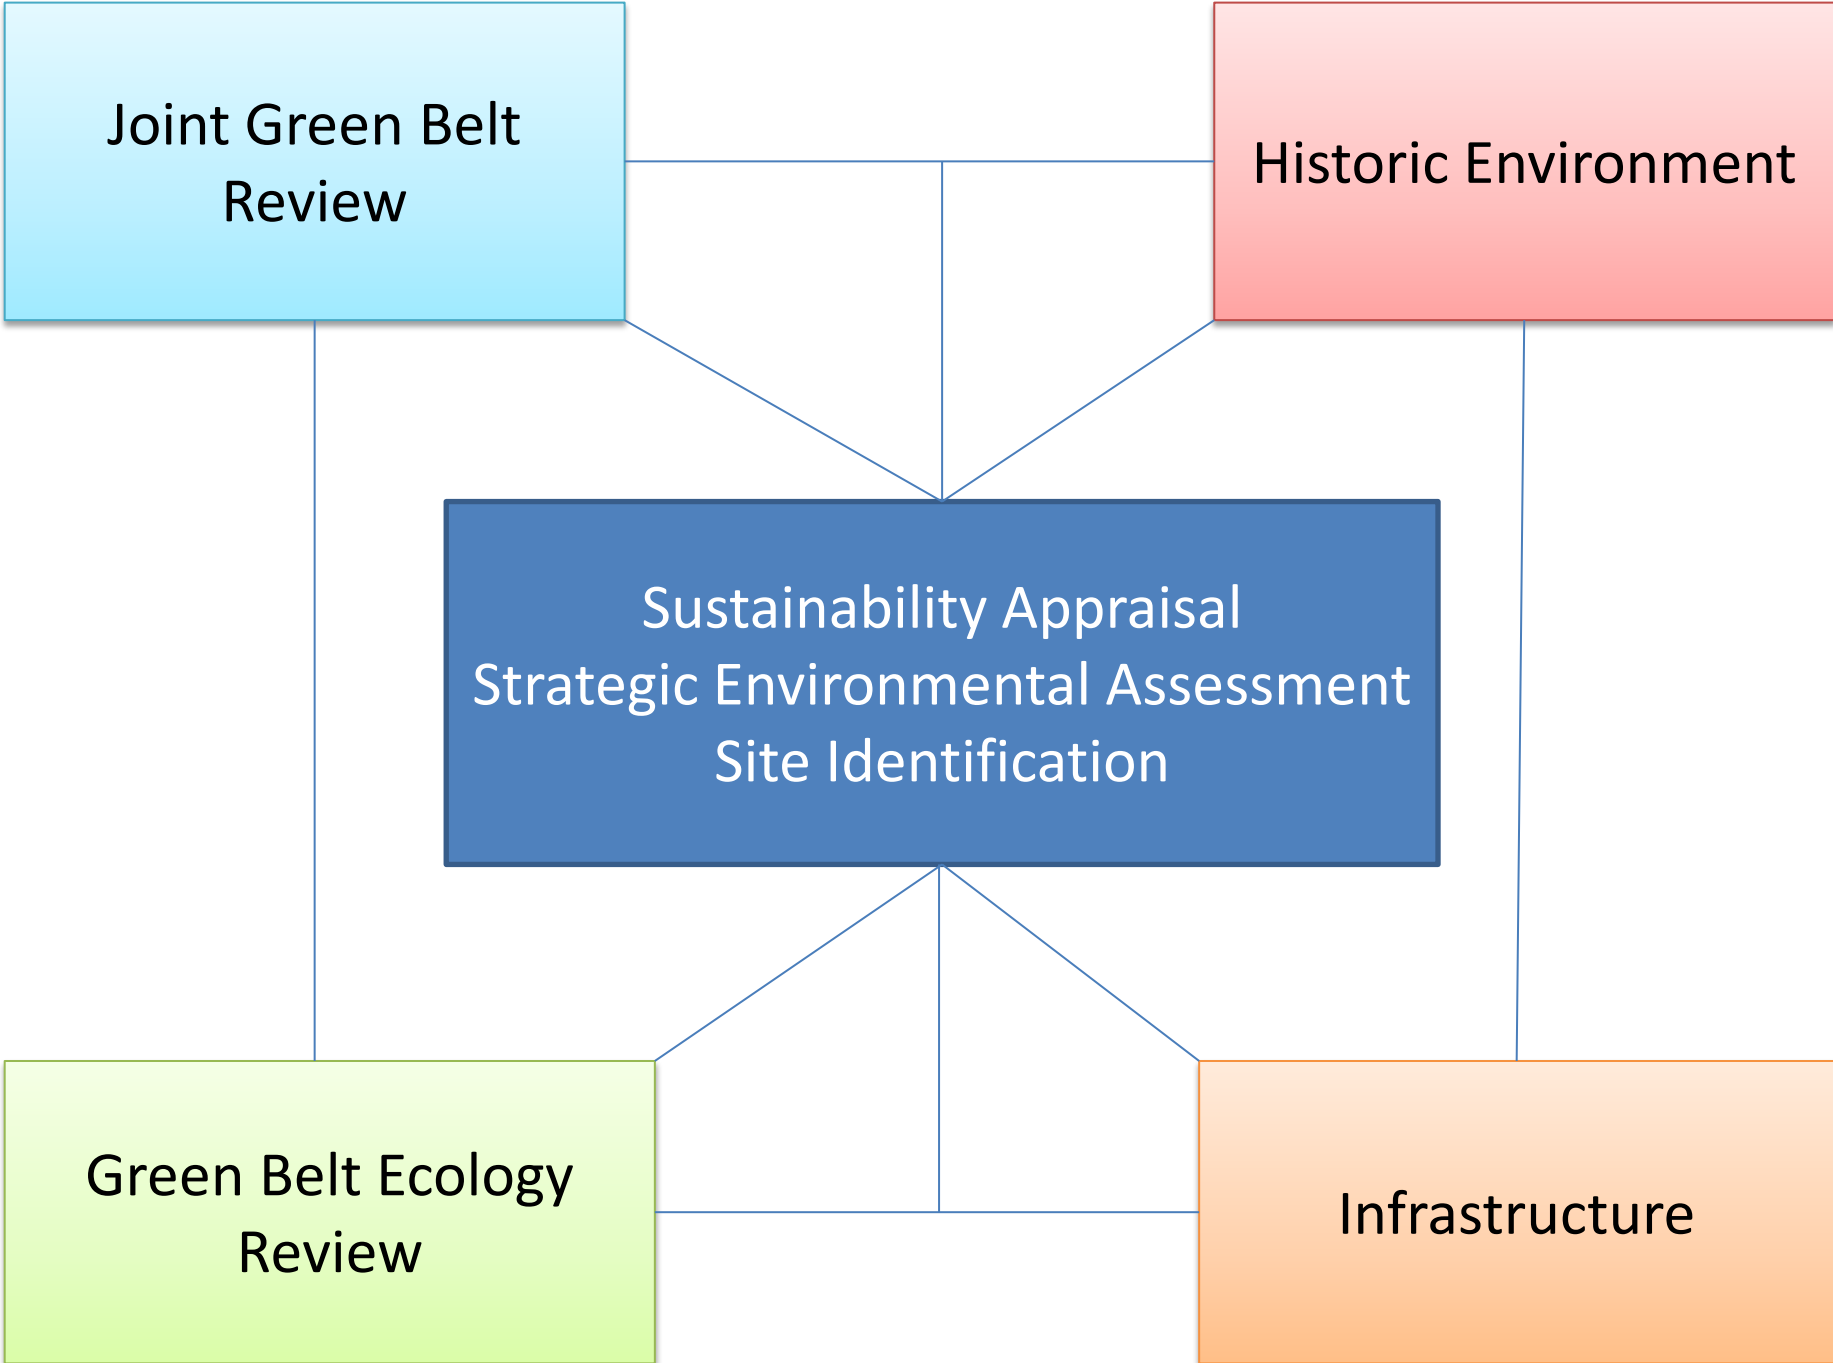 Joint Green Belt
Review
Historic Environment
Sustainability Appraisal
Strategic Environmental Assessment
Site Identification
Green Belt Ecology
Review
Infrastructure